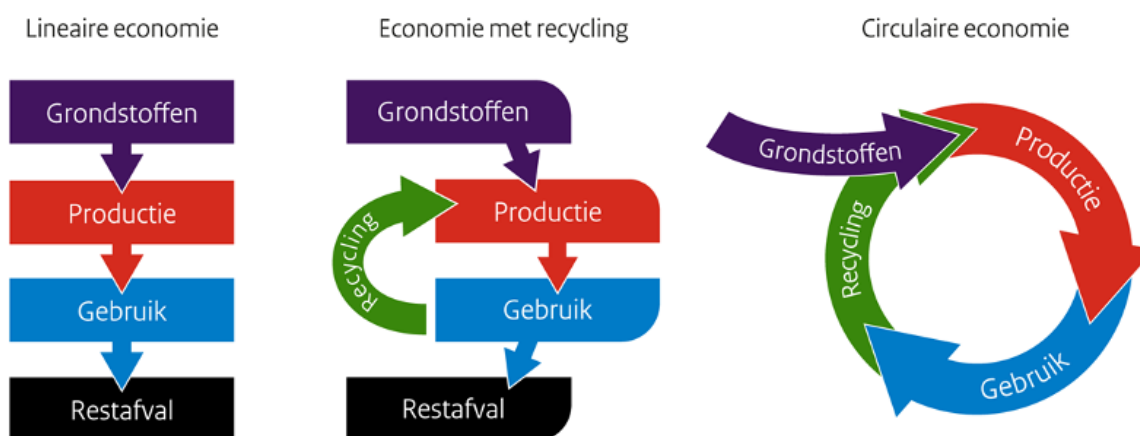 Lineaire economie
Grondstoffen
Productie
Gebruik
Restafval
Economie met recycling
Grondstoffen
Recycling
Productie
Gebruik
Restafval
Circulaire economie
Grondstoffen
Productie
Gebruik
Recycling